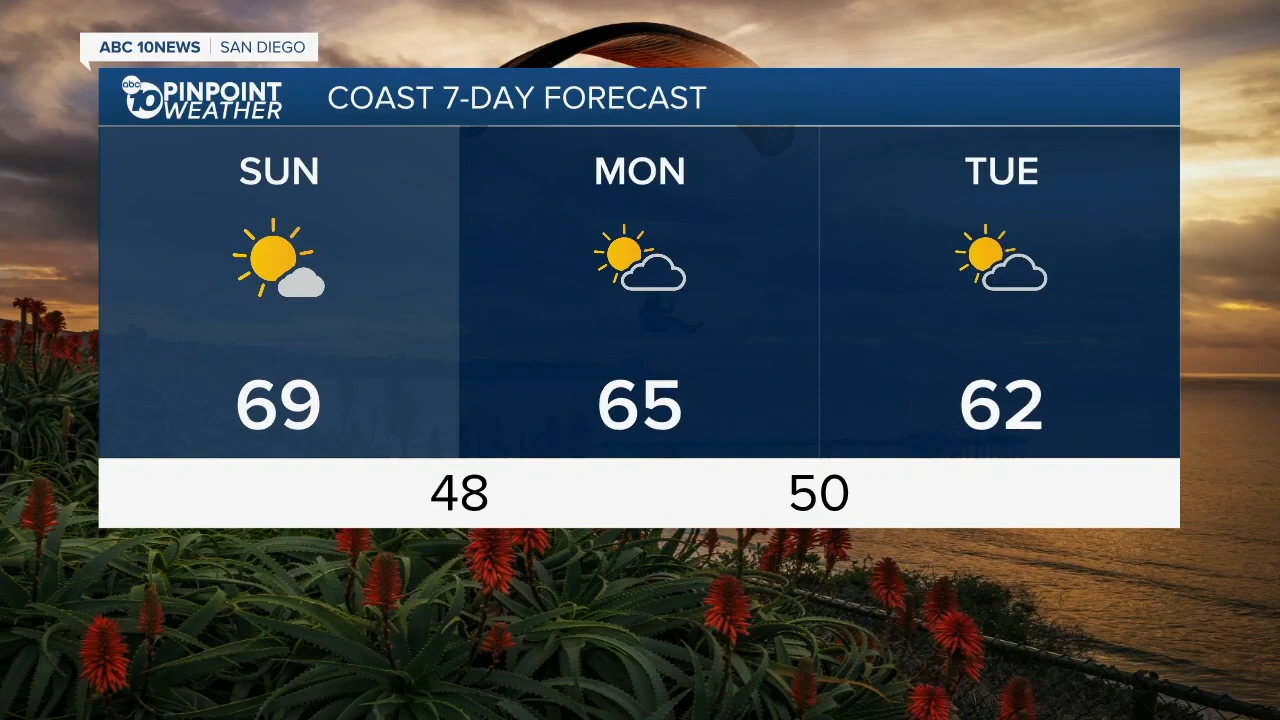 ABC 10NEWS | SAN DIEGO
abc 10 PINPOINT WEATHER
COAST 7-DAY FORECAST
SUN MON TUE
69 65 62
48 50